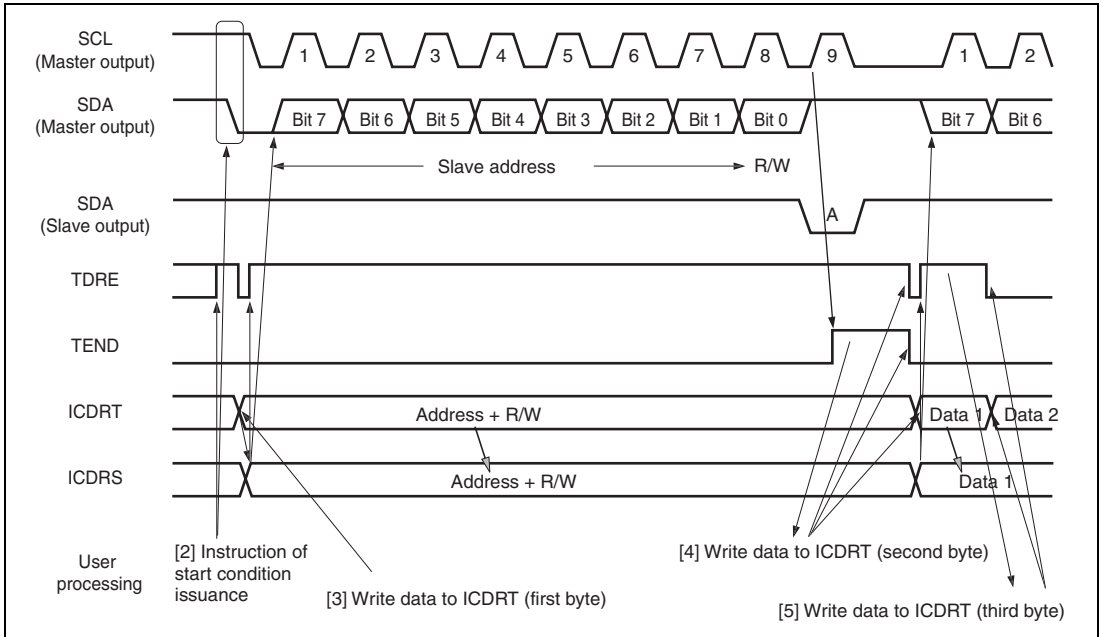 SCL
(Master output)
1 2 3 4 5 6 7 8 9 1 2
SDA
(Master output)
Bit 7 Bit 6 Bit 5 Bit 4 Bit 3 Bit 2 Bit 1 Bit 0 Bit 7 Bit 6
Slave address R/W
SDA
(Slave output)
A
TDRE
TEND
ICDRT
Address + R/W Data 1 Data 2
ICDRS
Address + R/W Data 1
User
processing
[2] Instruction of
start condition
issuance
[3] Write data to ICDRT (first byte)
[4] Write data to ICDRT (second byte)
[5] Write data to ICDRT (third byte)